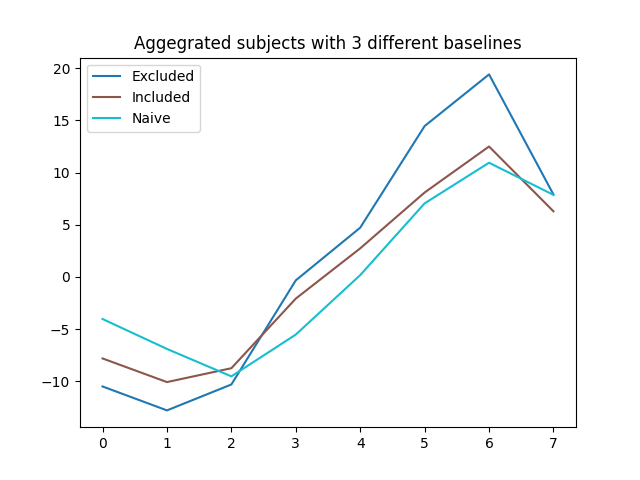 Aggegrated subjects with 3 different baselines
Excluded
Included
Naive
20
15
10
5
0
−5
−10
0 1 2 3 4 5 6 7